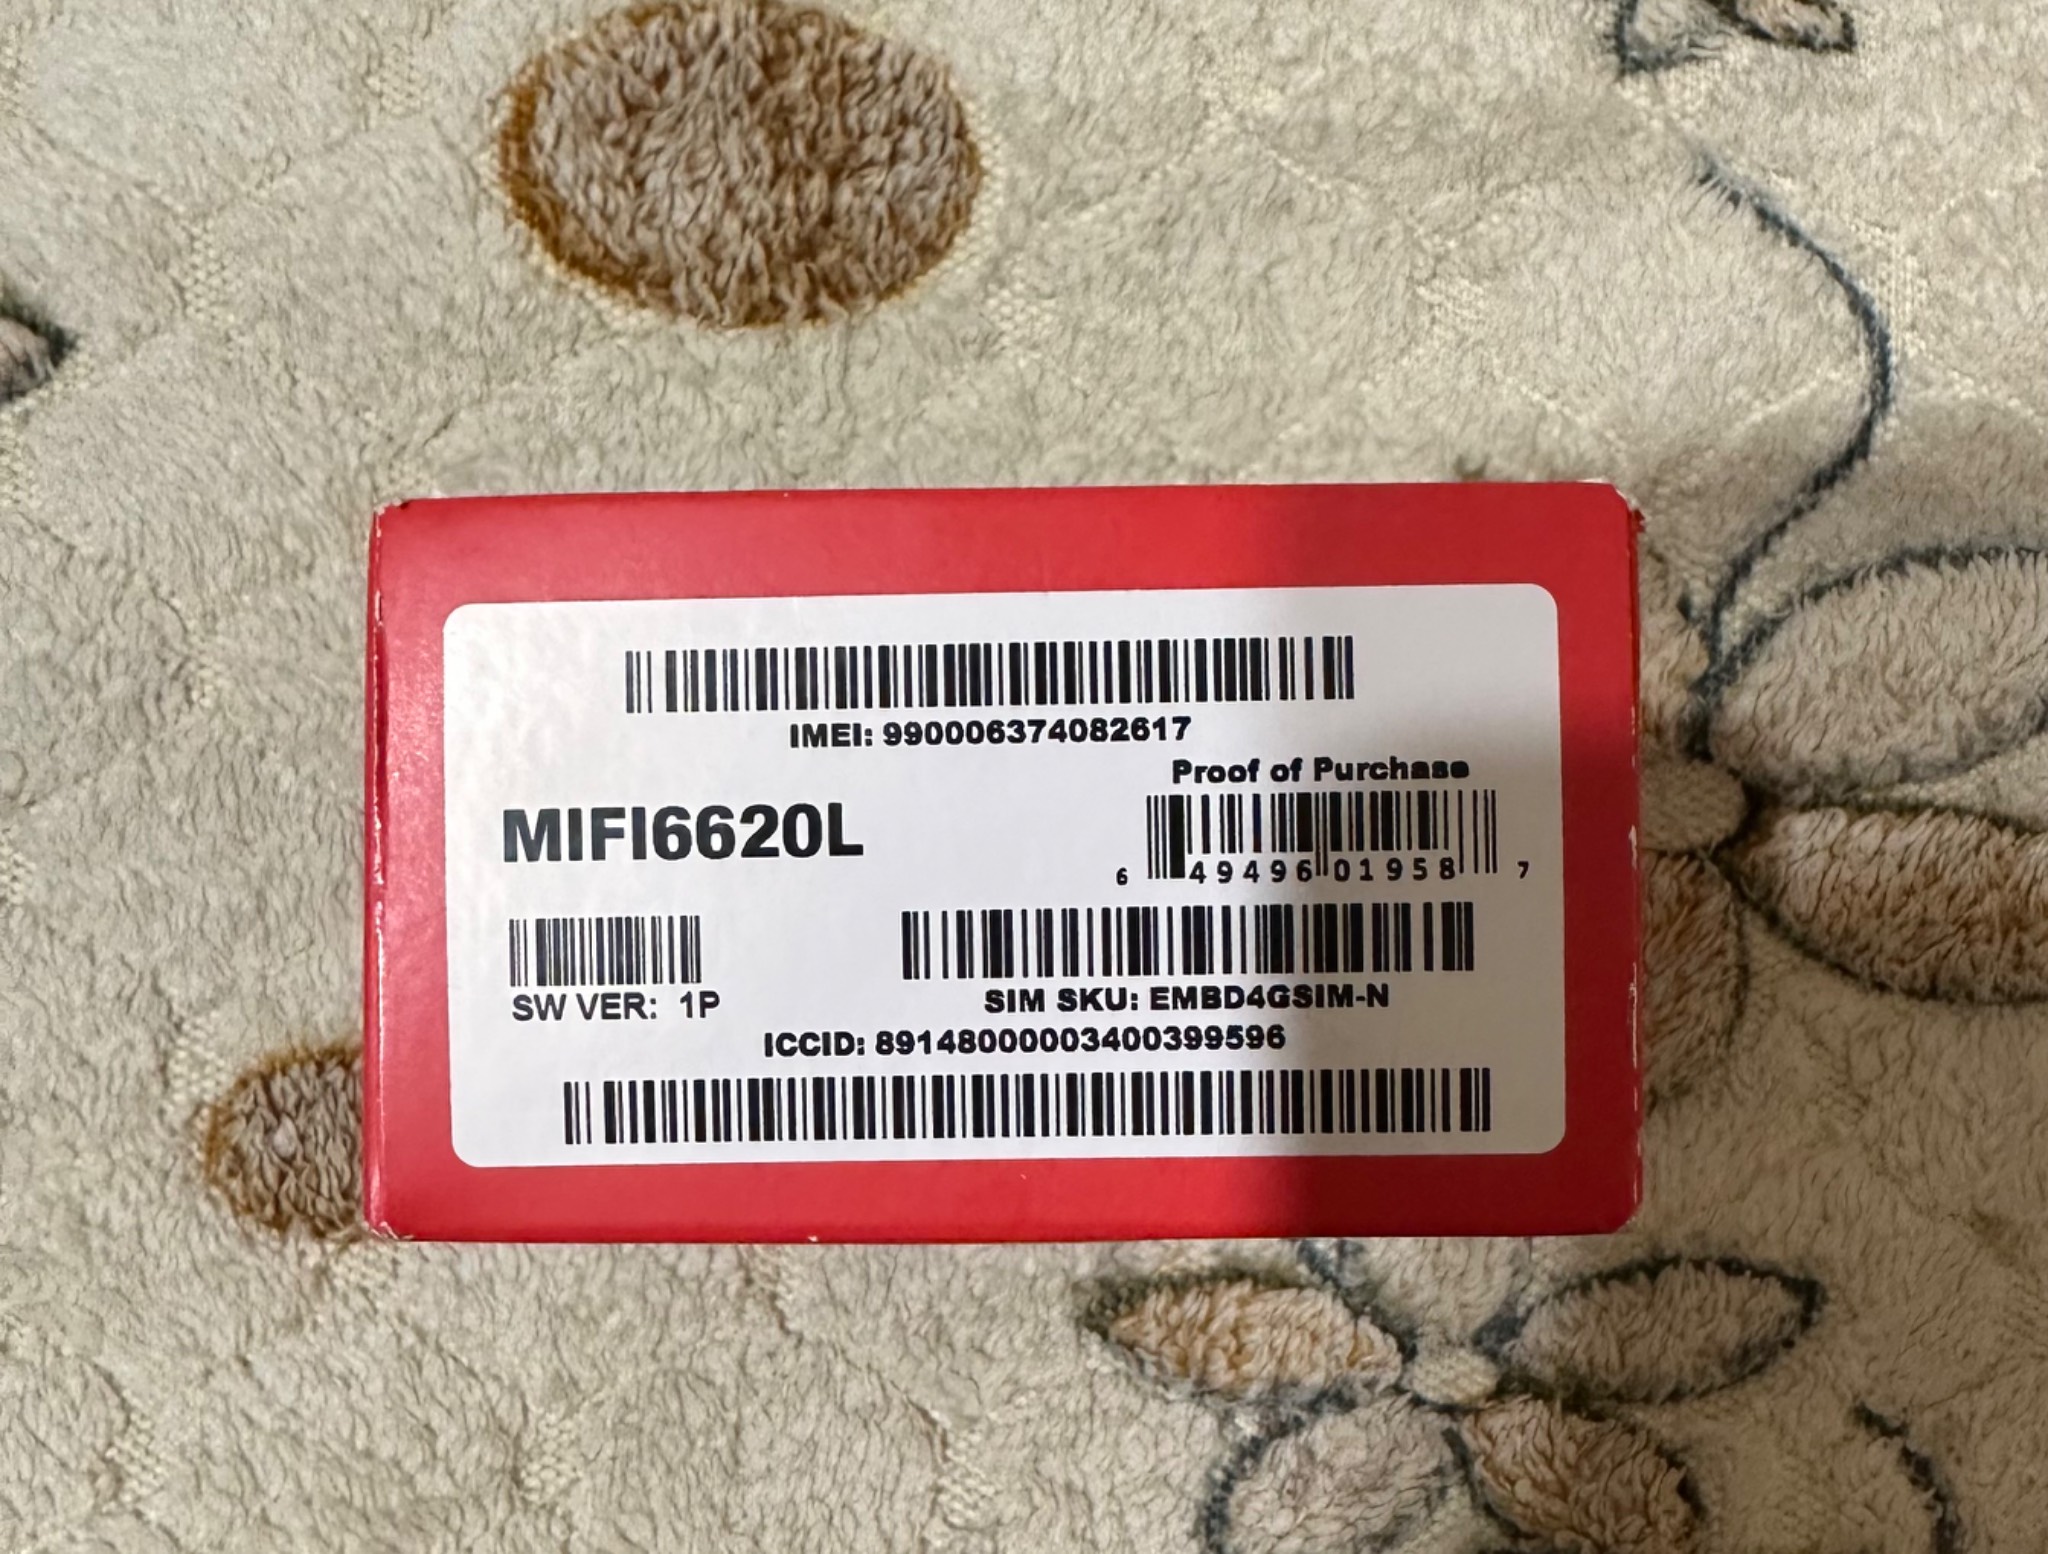 IMEI: 990006374082617
Proof of Purchase
MIFI6620L
6 49496 01958 7
SW VER: 1P
SIM SKU: EMBD4GSIM-N
ICCID: 89148000003400399596